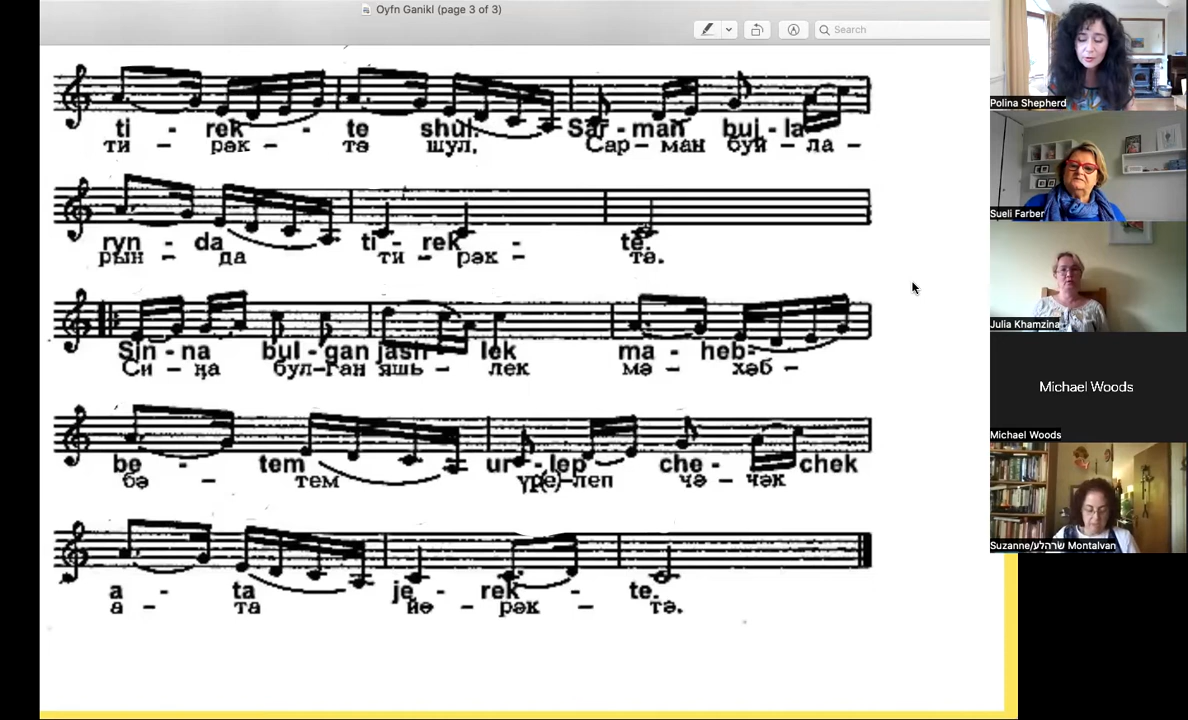 Oyfn Ganikl (page 3 of 3)
Search
ti - rek - te shul. Sar - man buj - la
ти - рәк - тә шул, Сар - ман буй - ла -
ryn - da ti - rek - te.
рын - да ти - рәк - тә.
Sin - na bul - gan jash lek ma - heb-
Си - ңа бул-ган яшь - лек мә - хәб -
be - tem ur - lep che - chek
бә - тем үр(е)-леп чә - чәк
a - ta je - rek - te.
а - та йө - рәк - тә.
Polina Shepherd
Sueli Farber
Julia Khamzina
Michael Woods
Michael Woods
Suzanne/שרהלע Montalvan